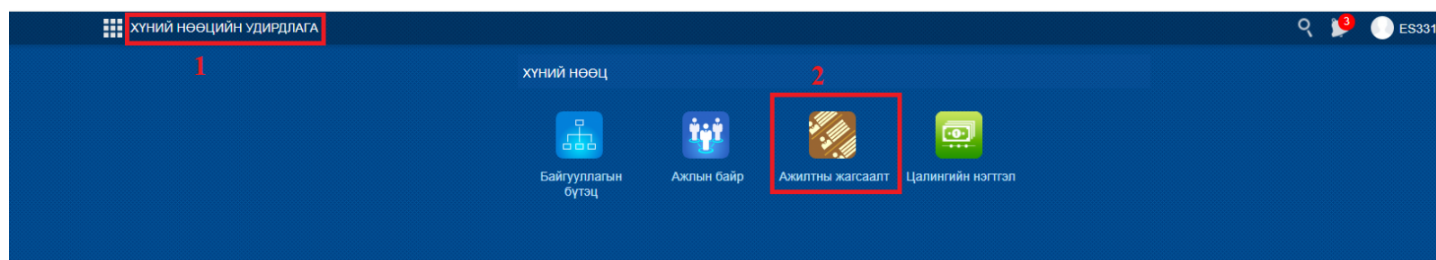 ХҮНИЙ НӨӨЦИЙН УДИРДЛАГА
3
ES331
1
ХҮНИЙ НӨӨЦ
2
Байгууллагын бүтэц
Ажлын байр
Ажилтны жагсаалт
Цалингийн нэгтгэл